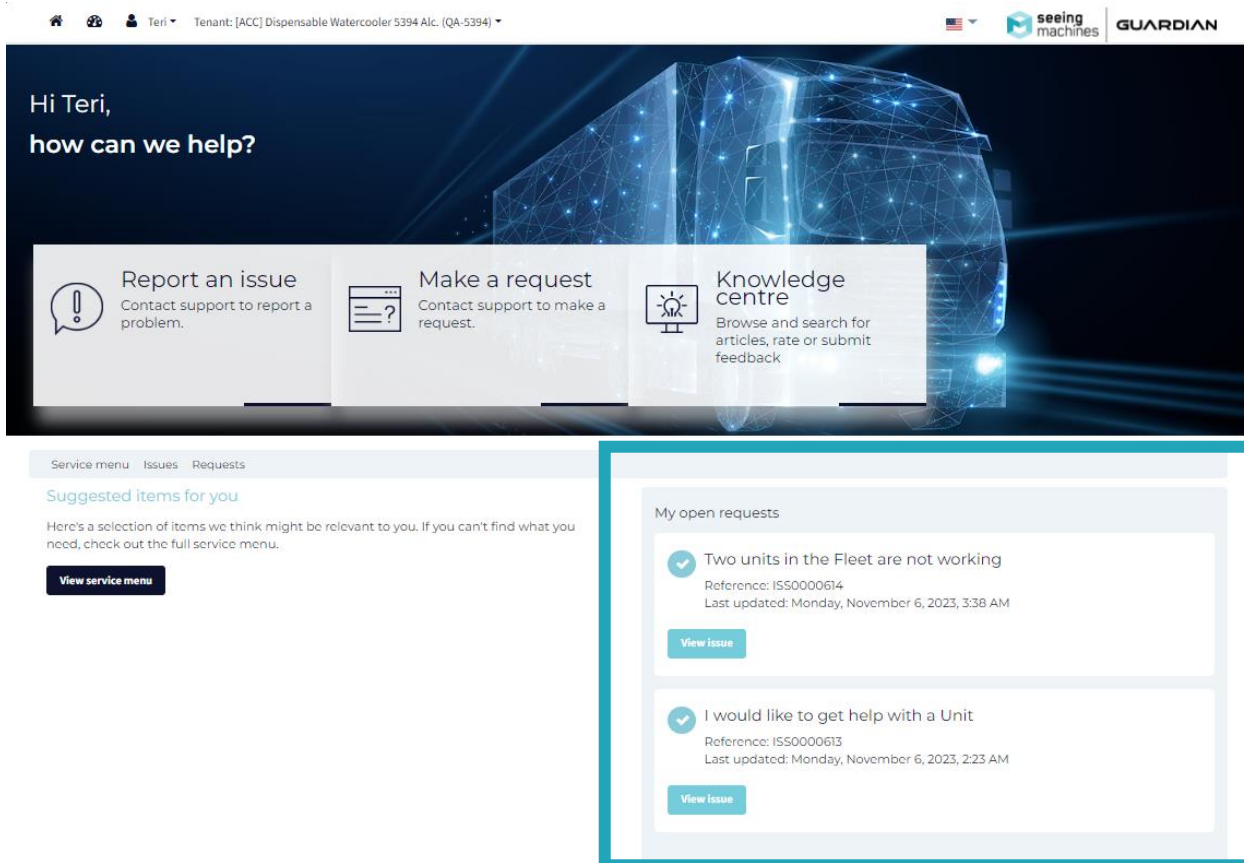 Teri Tenant: [ACC] Dispensable Watercooler 5394 Alc. (QA-5394)
seeing machines GUARDIAN
Hi Teri,
how can we help?
Report an issue
Contact support to report a
problem.
Make a request
Contact support to make a
request.
Knowledge
centre
Browse and search for
articles, rate or submit
feedback
Service menu Issues Requests
Suggested items for you
Here's a selection of items we think might be relevant to you. If you can't find what you
need, check out the full service menu.
View service menu
My open requests
Two units in the Fleet are not working
Reference: ISS0000614
Last updated: Monday, November 6, 2023, 3:38 AM
View issue
I would like to get help with a Unit
Reference: ISS0000613
Last updated: Monday, November 6, 2023, 2:23 AM
View issue